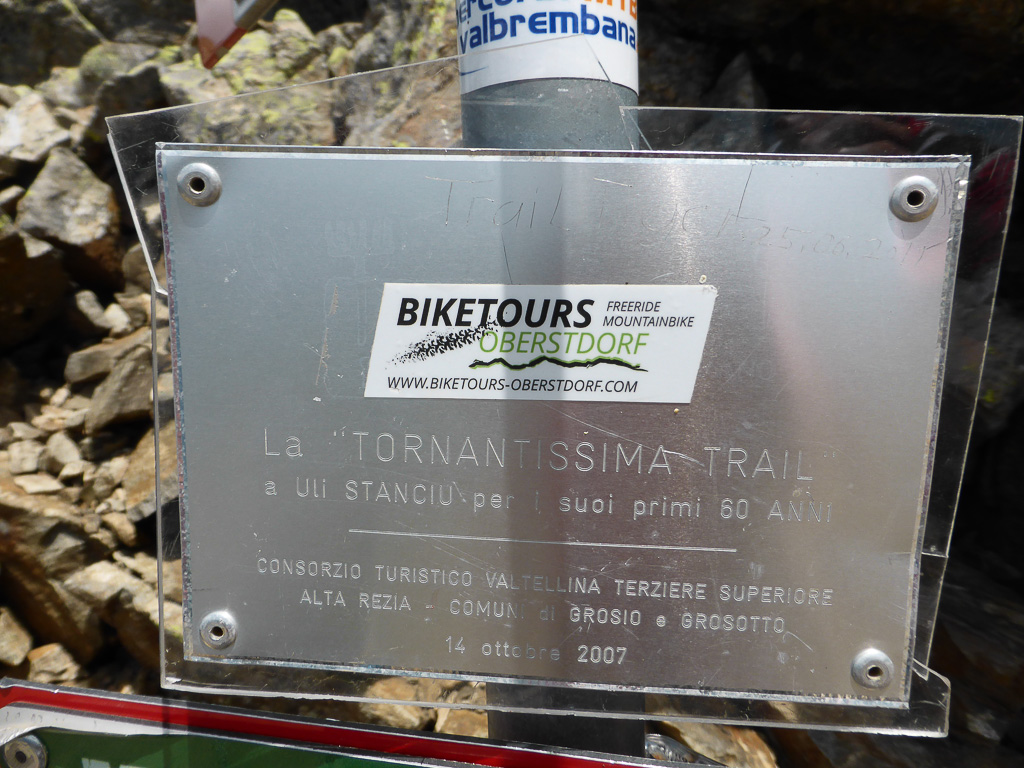 valbrembana
Trail
BIKETOURS
FREERIDE
MOUNTAINBIKE
OBERSTDORF
WWW.BIKETOURS-OBERSTDORF.COM
La "TORNANTISSIMA TRAIL"
a Uli STANCIU per i suoi primi 60 ANNI
CONSORZIO TURISTICO VALTELLINA TERZIERE SUPERIORE
ALTA REZIA - COMUNI di GROSIO e GROSOTTO
14 ottobre 2007